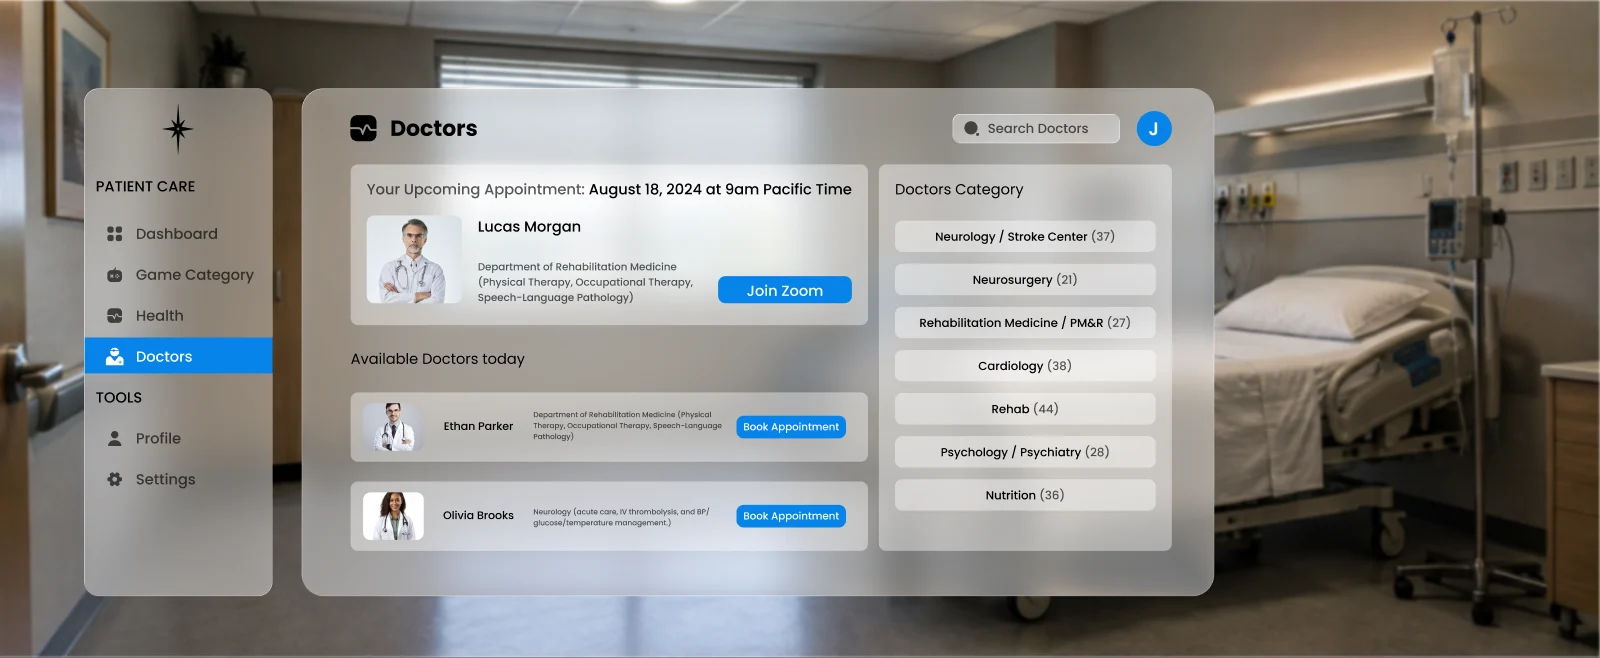 PATIENT CARE
Dashboard
Game Category
Health
Doctors
TOOLS
Profile
Settings
Doctors
Search Doctors
J
Your Upcoming Appointment: August 18, 2024 at 9am Pacific Time
Lucas Morgan
Department of Rehabilitation Medicine
(Physical Therapy, Occupational Therapy,
Speech-Language Pathology)
Join Zoom
Available Doctors today
Ethan Parker
Department of Rehabilitation Medicine (Physical
Therapy, Occupational Therapy, Speech-Language
Pathology)
Book Appointment
Olivia Brooks
Neurology (acute care, IV thrombolysis, and BP/
glucose/temperature management.)
Book Appointment
Doctors Category
Neurology / Stroke Center (37)
Neurosurgery (21)
Rehabilitation Medicine / PM&R (27)
Cardiology (38)
Rehab (44)
Psychology / Psychiatry (28)
Nutrition (36)